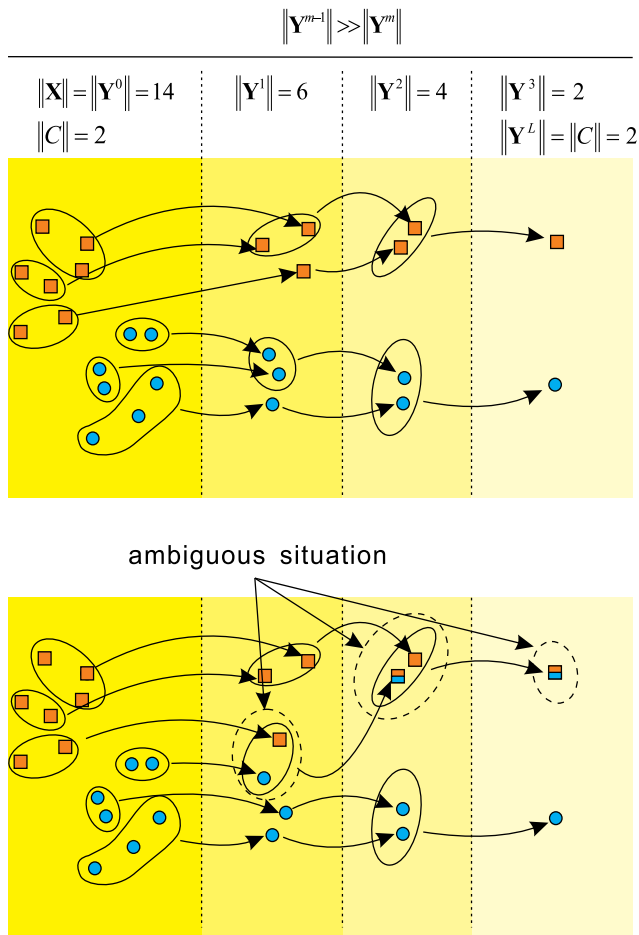 ‖Y^{m-1}‖≫‖Y^m‖
‖X‖=‖Y^0‖=14 ‖Y^1‖=6 ‖Y^2‖=4 ‖Y^3‖=2
‖C‖=2 ‖Y^L‖=‖C‖=2
ambiguous situation